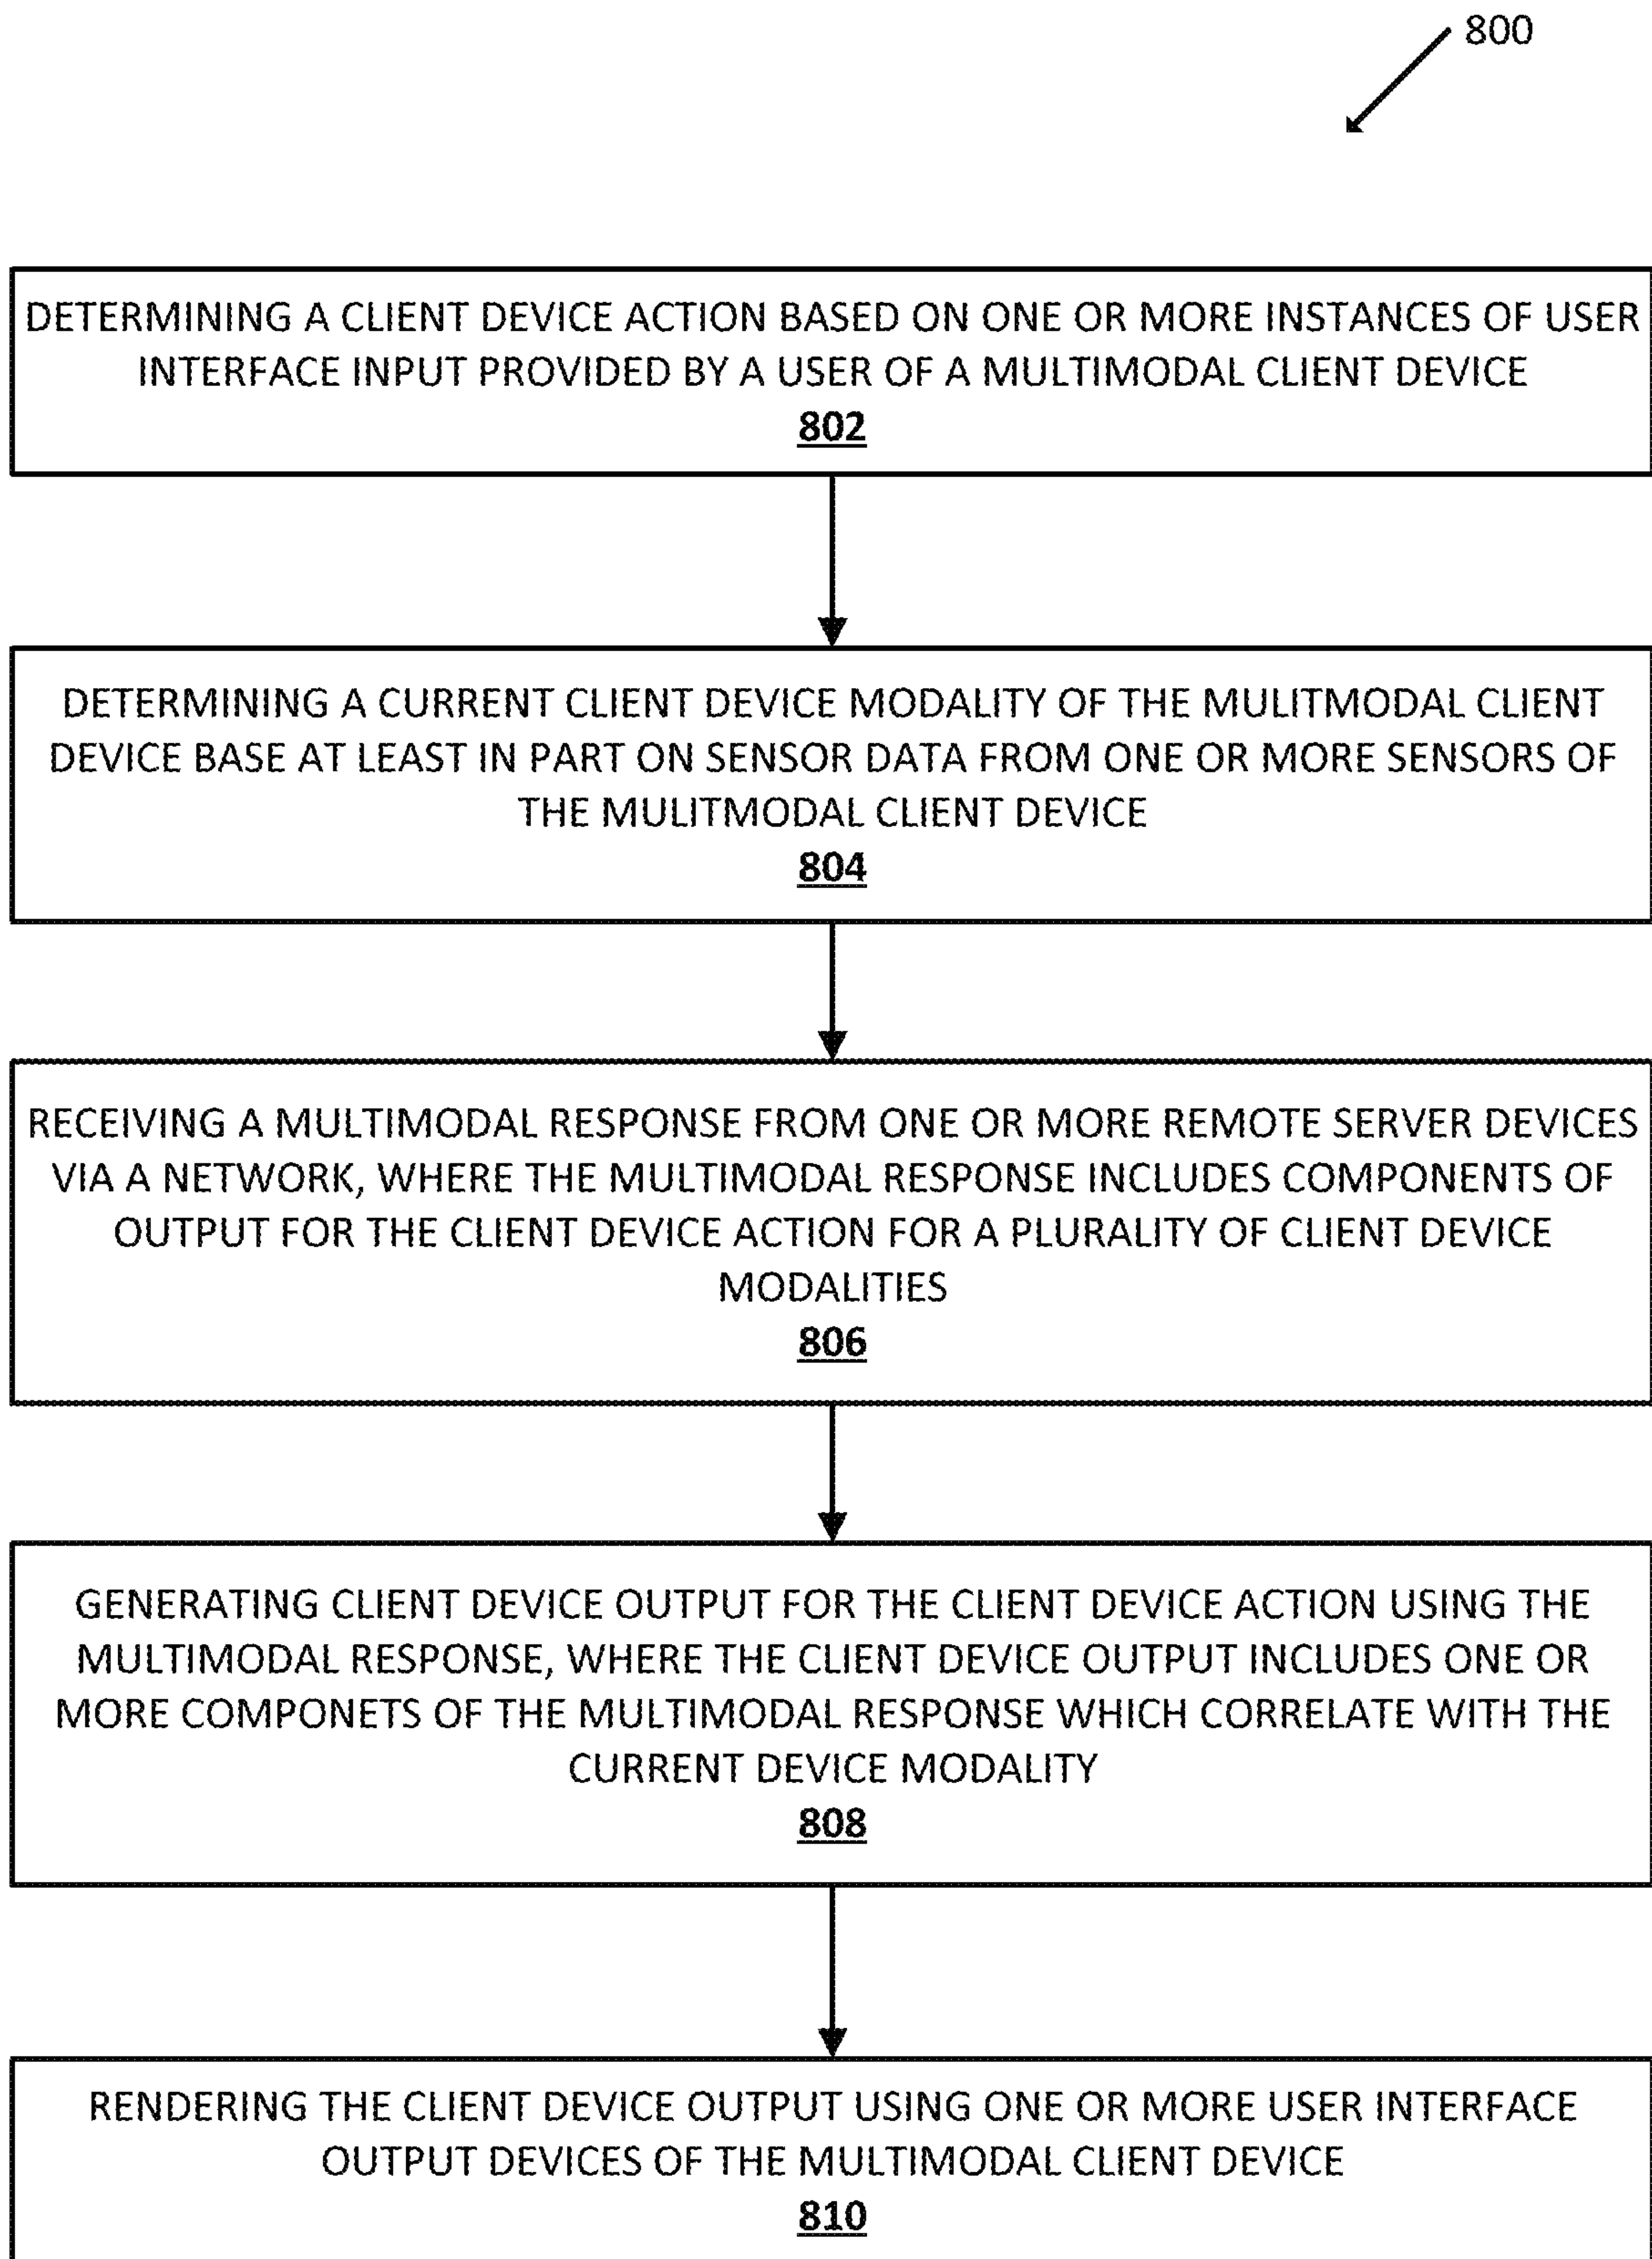 800
DETERMINING A CLIENT DEVICE ACTION BASED ON ONE OR MORE INSTANCES OF USER
INTERFACE INPUT PROVIDED BY A USER OF A MULTIMODAL CLIENT DEVICE
802
DETERMINING A CURRENT CLIENT DEVICE MODALITY OF THE MULITMODAL CLIENT
DEVICE BASE AT LEAST IN PART ON SENSOR DATA FROM ONE OR MORE SENSORS OF
THE MULITMODAL CLIENT DEVICE
804
RECEIVING A MULTIMODAL RESPONSE FROM ONE OR MORE REMOTE SERVER DEVICES
VIA A NETWORK, WHERE THE MULTIMODAL RESPONSE INCLUDES COMPONENTS OF
OUTPUT FOR THE CLIENT DEVICE ACTION FOR A PLURALITY OF CLIENT DEVICE
MODALITIES
806
GENERATING CLIENT DEVICE OUTPUT FOR THE CLIENT DEVICE ACTION USING THE
MULTIMODAL RESPONSE, WHERE THE CLIENT DEVICE OUTPUT INCLUDES ONE OR
MORE COMPONETS OF THE MULTIMODAL RESPONSE WHICH CORRELATE WITH THE
CURRENT DEVICE MODALITY
808
RENDERING THE CLIENT DEVICE OUTPUT USING ONE OR MORE USER INTERFACE
OUTPUT DEVICES OF THE MULTIMODAL CLIENT DEVICE
810